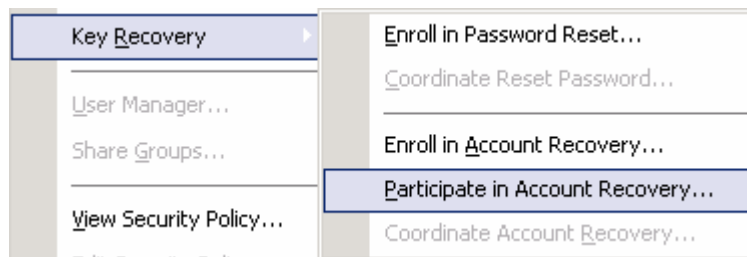 Key Recovery
User Manager...
Share Groups...
View Security Policy...
Enroll in Password Reset...
Coordinate Reset Password...
Enroll in Account Recovery...
Participate in Account Recovery...
Coordinate Account Recovery...